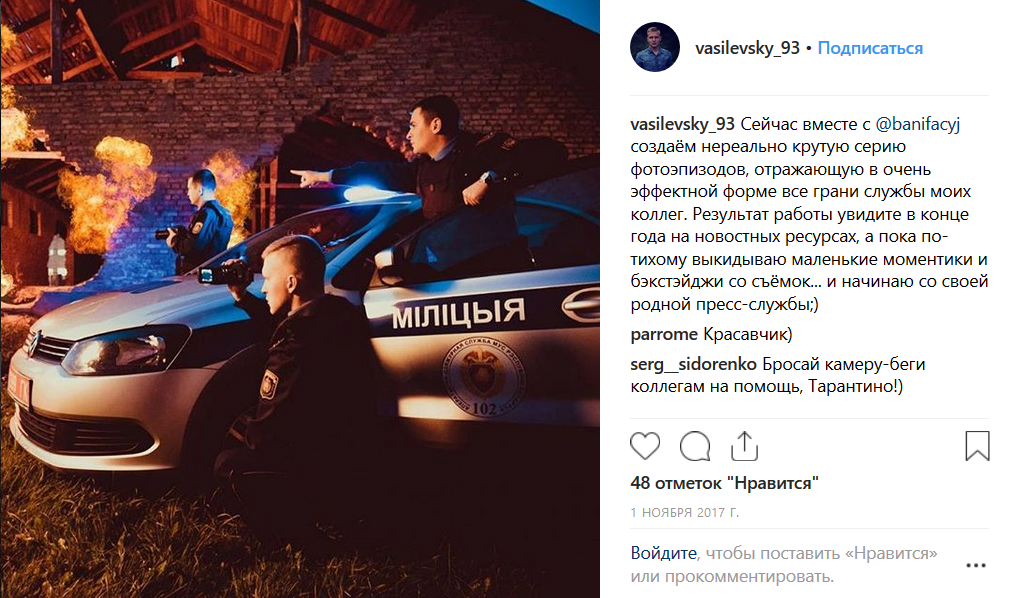 МІЛІЦЫЯ
102
vasilevsky_93 • Подписаться
vasilevsky_93 Сейчас вместе с @banifacyj
создаём нереально крутую серию
фотоэпизодов, отражающую в очень
эффектной форме все грани службы моих
коллег. Результат работы увидите в конце
года на новостных ресурсах, а пока по-
тихому выкидываю маленькие моментики и
бэкстэйджи со съёмок... и начинаю со своей
родной пресс-службы;)
parrome Красавчик)
serg__sidorenko Бросай камеру-беги
коллегам на помощь, Тарантино!)
48 отметок "Нравится"
1 НОЯБРЯ 2017 Г.
Войдите, чтобы поставить «Нравится»
или прокомментировать.